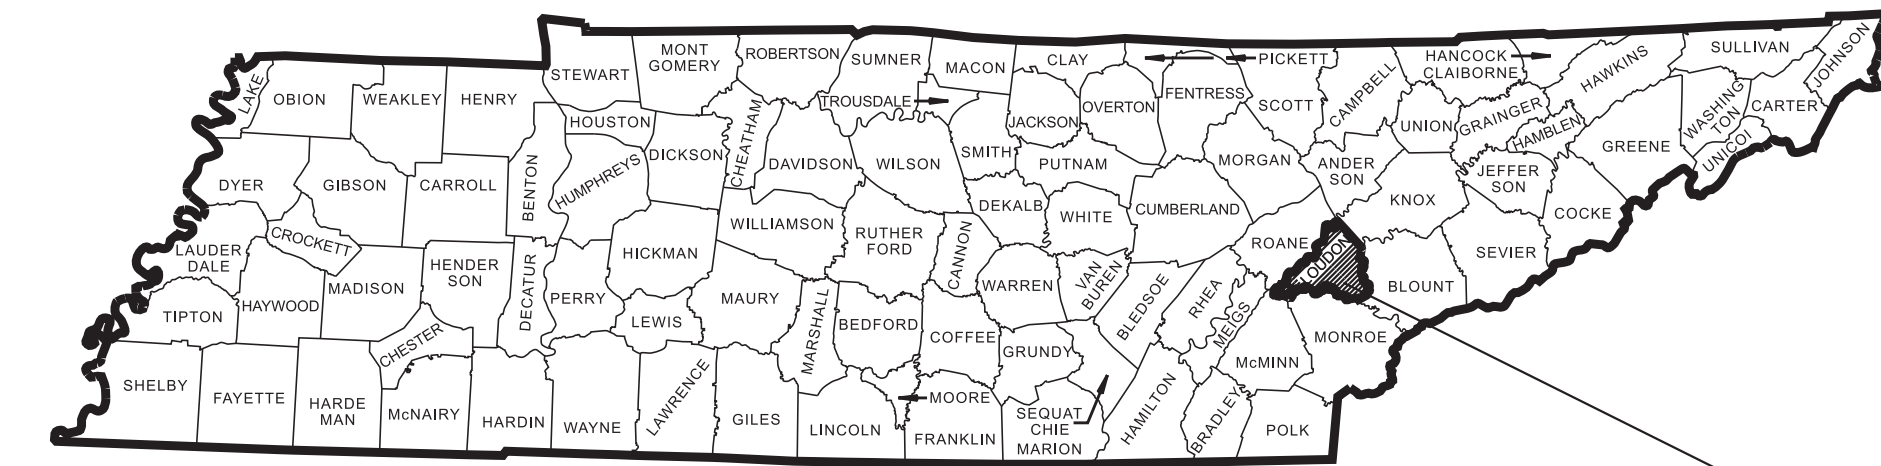 LAKE
OBION
WEAKLEY
HENRY
STEWART
MONT
GOMERY
ROBERTSON
SUMNER
MACON
CLAY
PICKETT
HANCOCK
CLAIBORNE
HAWKINS
SULLIVAN
JOHNSON
TROUSDALE
HOUSTON
DICKSON
CHEATHAM
DAVIDSON
WILSON
SMITH
JACKSON
OVERTON
FENTRESS
SCOTT
CAMPBELL
UNION
GRAINGER
HAMBLEN
GREENE
WASHING
TON
UNICOI
CARTER
DYER
GIBSON
CARROLL
BENTON
HUMPHREYS
WILLIAMSON
RUTHER
FORD
CANNON
DEKALB
PUTNAM
WHITE
CUMBERLAND
MORGAN
ANDER
SON
KNOX
JEFFER
SON
COCKE
SEVIER
ROANE
LOUDON
BLOUNT
LAUDER
DALE
CROCKETT
HAYWOOD
MADISON
HENDER
SON
DECATUR
PERRY
HICKMAN
LEWIS
MAURY
MARSHALL
BEDFORD
COFFEE
WARREN
VAN
BUREN
BLEDSOE
RHEA
MEIGS
McMINN
MONROE
TIPTON
SHELBY
FAYETTE
HARDE
MAN
CHESTER
McNAIRY
HARDIN
WAYNE
LAWRENCE
GILES
LINCOLN
MOORE
FRANKLIN
GRUNDY
SEQUAT
CHIE
MARION
HAMILTON
BRADLEY
POLK